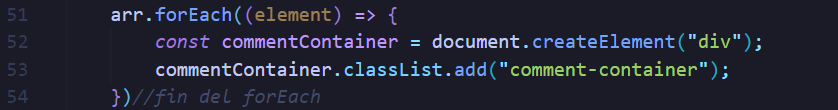 51 arr.forEach((element) => {
52 const commentContainer = document.createElement("div");
53 commentContainer.classList.add("comment-container");
54 })//fin del forEach